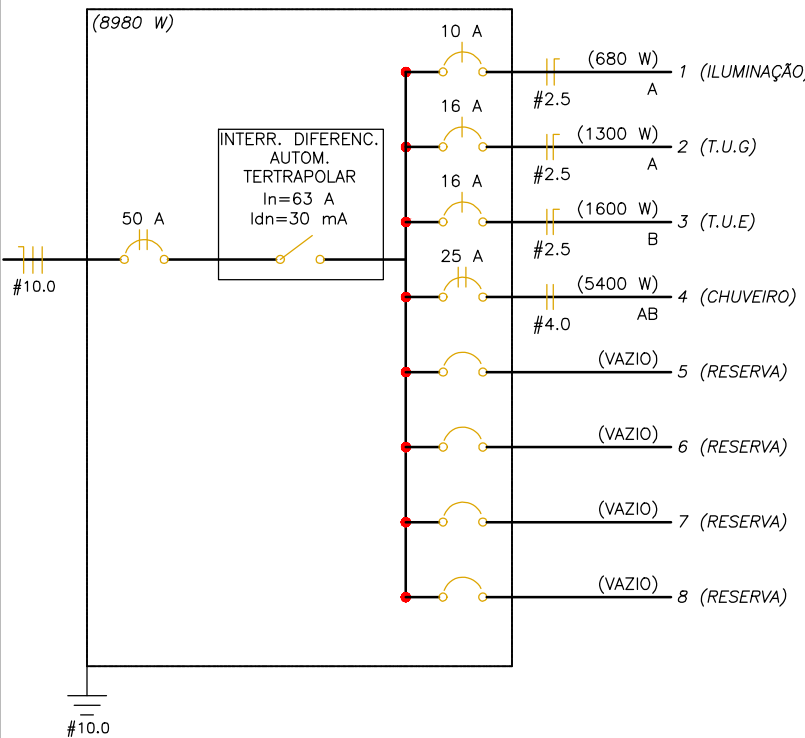 (8980 W)
10 A
(680 W)
1 (ILUMINAÇÃO)
#2.5
A
16 A
(1300 W)
2 (T.U.G)
#2.5
A
INTERR. DIFERENC.
AUTOM.
TERTRAPOLAR
In=63 A
Idn=30 mA
16 A
(1600 W)
3 (T.U.E)
#2.5
B
50 A
#10.0
25 A
(5400 W)
4 (CHUVEIRO)
#4.0
AB
(VAZIO)
5 (RESERVA)
(VAZIO)
6 (RESERVA)
(VAZIO)
7 (RESERVA)
(VAZIO)
8 (RESERVA)
#10.0